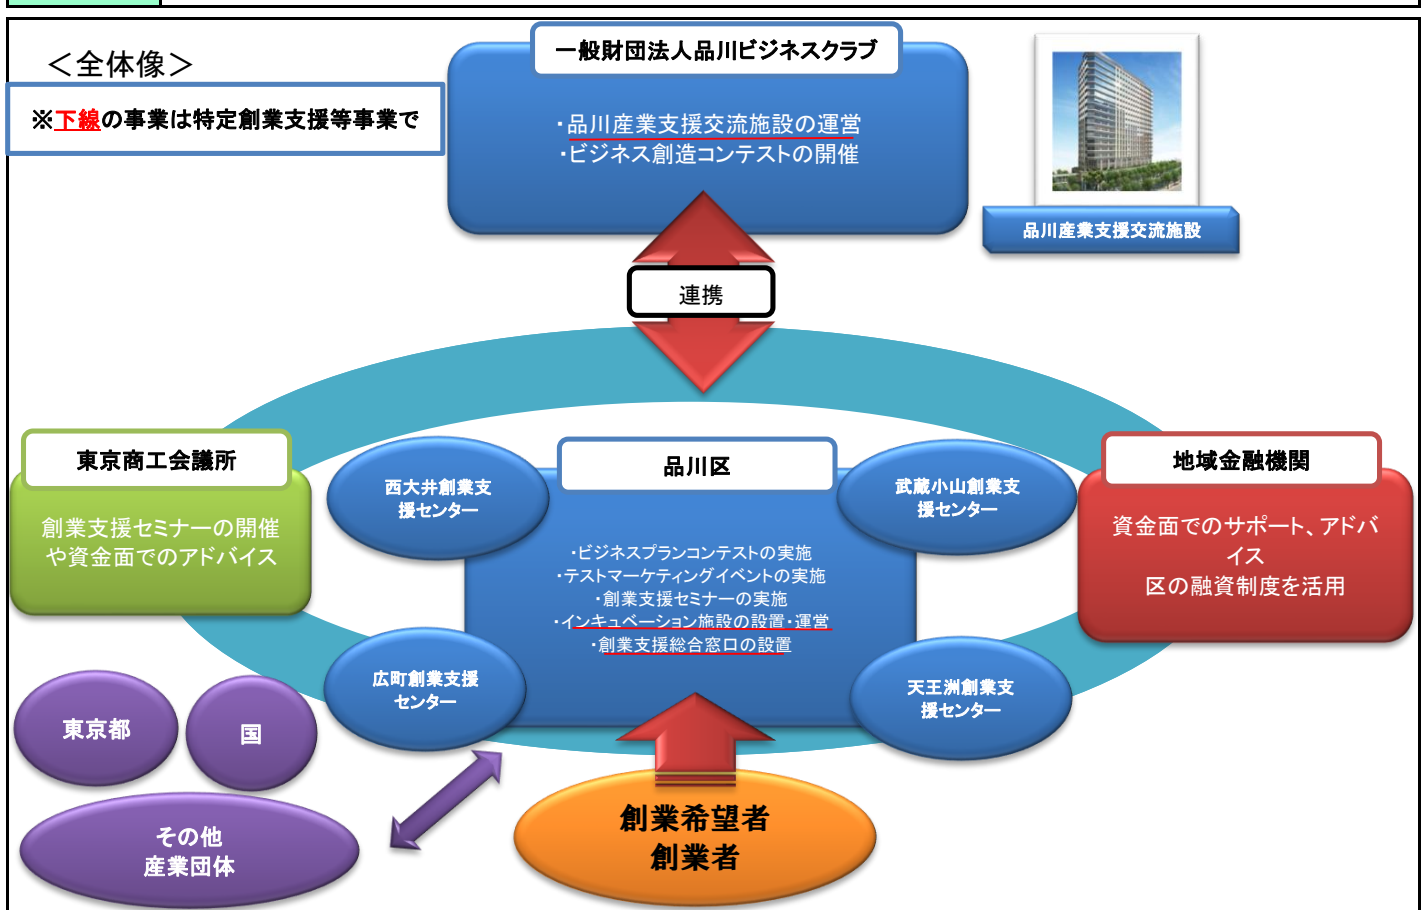 ＜全体像＞
※下線の事業は特定創業支援等事業で
一般財団法人品川ビジネスクラブ
・品川産業支援交流施設の運営
・ビジネス創造コンテストの開催
品川産業支援交流施設
連携
東京商工会議所
創業支援セミナーの開催
や資金面でのアドバイス
西大井創業支
援センター
品川区
・ビジネスプランコンテストの実施
・テストマーケティングイベントの実施
・創業支援セミナーの実施
・インキュベーション施設の設置・運営
・創業支援総合窓口の設置
武蔵小山創業支
援センター
地域金融機関
資金面でのサポート、アドバ
イス
区の融資制度を活用
広町創業支援
センター
天王洲創業支
援センター
東京都
国
その他
産業団体
創業希望者
創業者